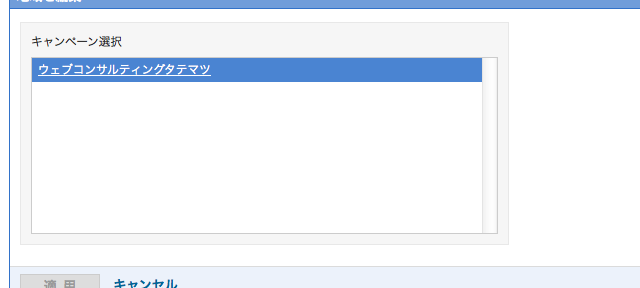 キャンペーン選択
ウェブコンサルティングタテマツ
適用
キャンセル